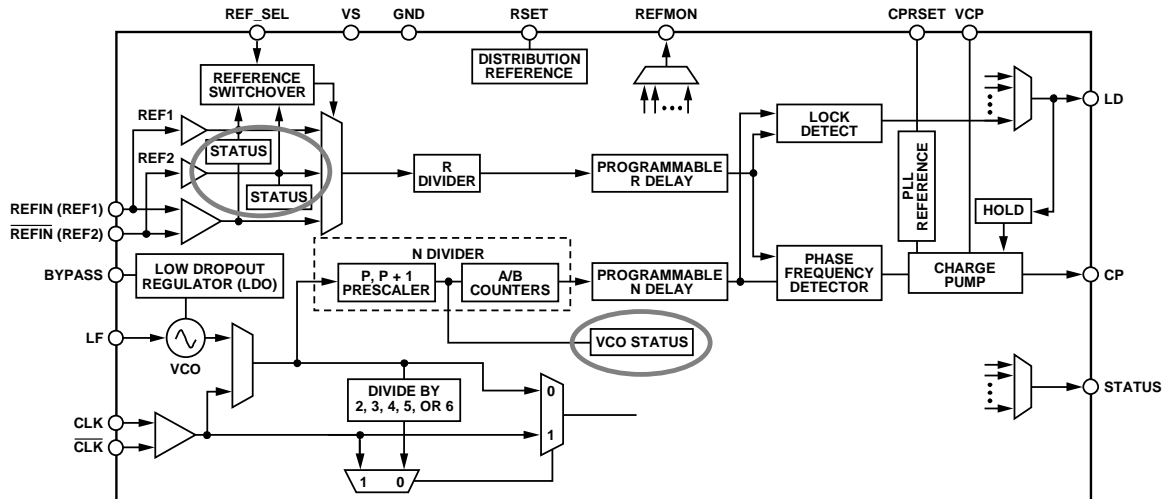 REF_SEL
VS
GND
RSET
REFMON
CPRSET
VCP
DISTRIBUTION
REFERENCE
REFERENCE
SWITCHOVER
REF1
STATUS
REF2
STATUS
R
DIVIDER
PROGRAMMABLE
R DELAY
LOCK
DETECT
LD
PLL
REFERENCE
HOLD
REFIN (REF1)
REFIN (REF2)
BYPASS
LOW DROPOUT
REGULATOR (LDO)
N DIVIDER
P, P + 1
PRESCALER
A/B
COUNTERS
PROGRAMMABLE
N DELAY
PHASE
FREQUENCY
DETECTOR
CHARGE
PUMP
CP
LF
VCO
VCO STATUS
DIVIDE BY
2, 3, 4, 5, OR 6
0
1
STATUS
CLK
CLK
1 0